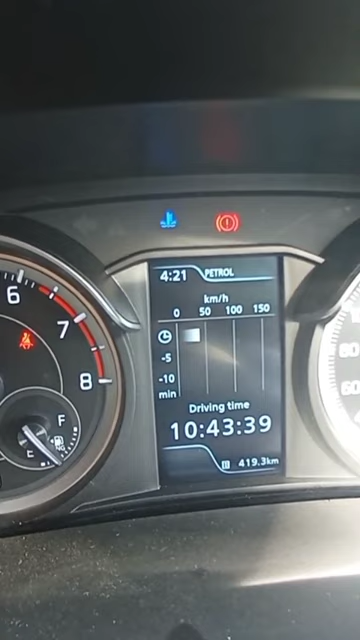 4:21 PETROL
km/h
0 50 100 150
-5
-10
min
Driving time
10:43:39
419.3km
6
7
8
F
E